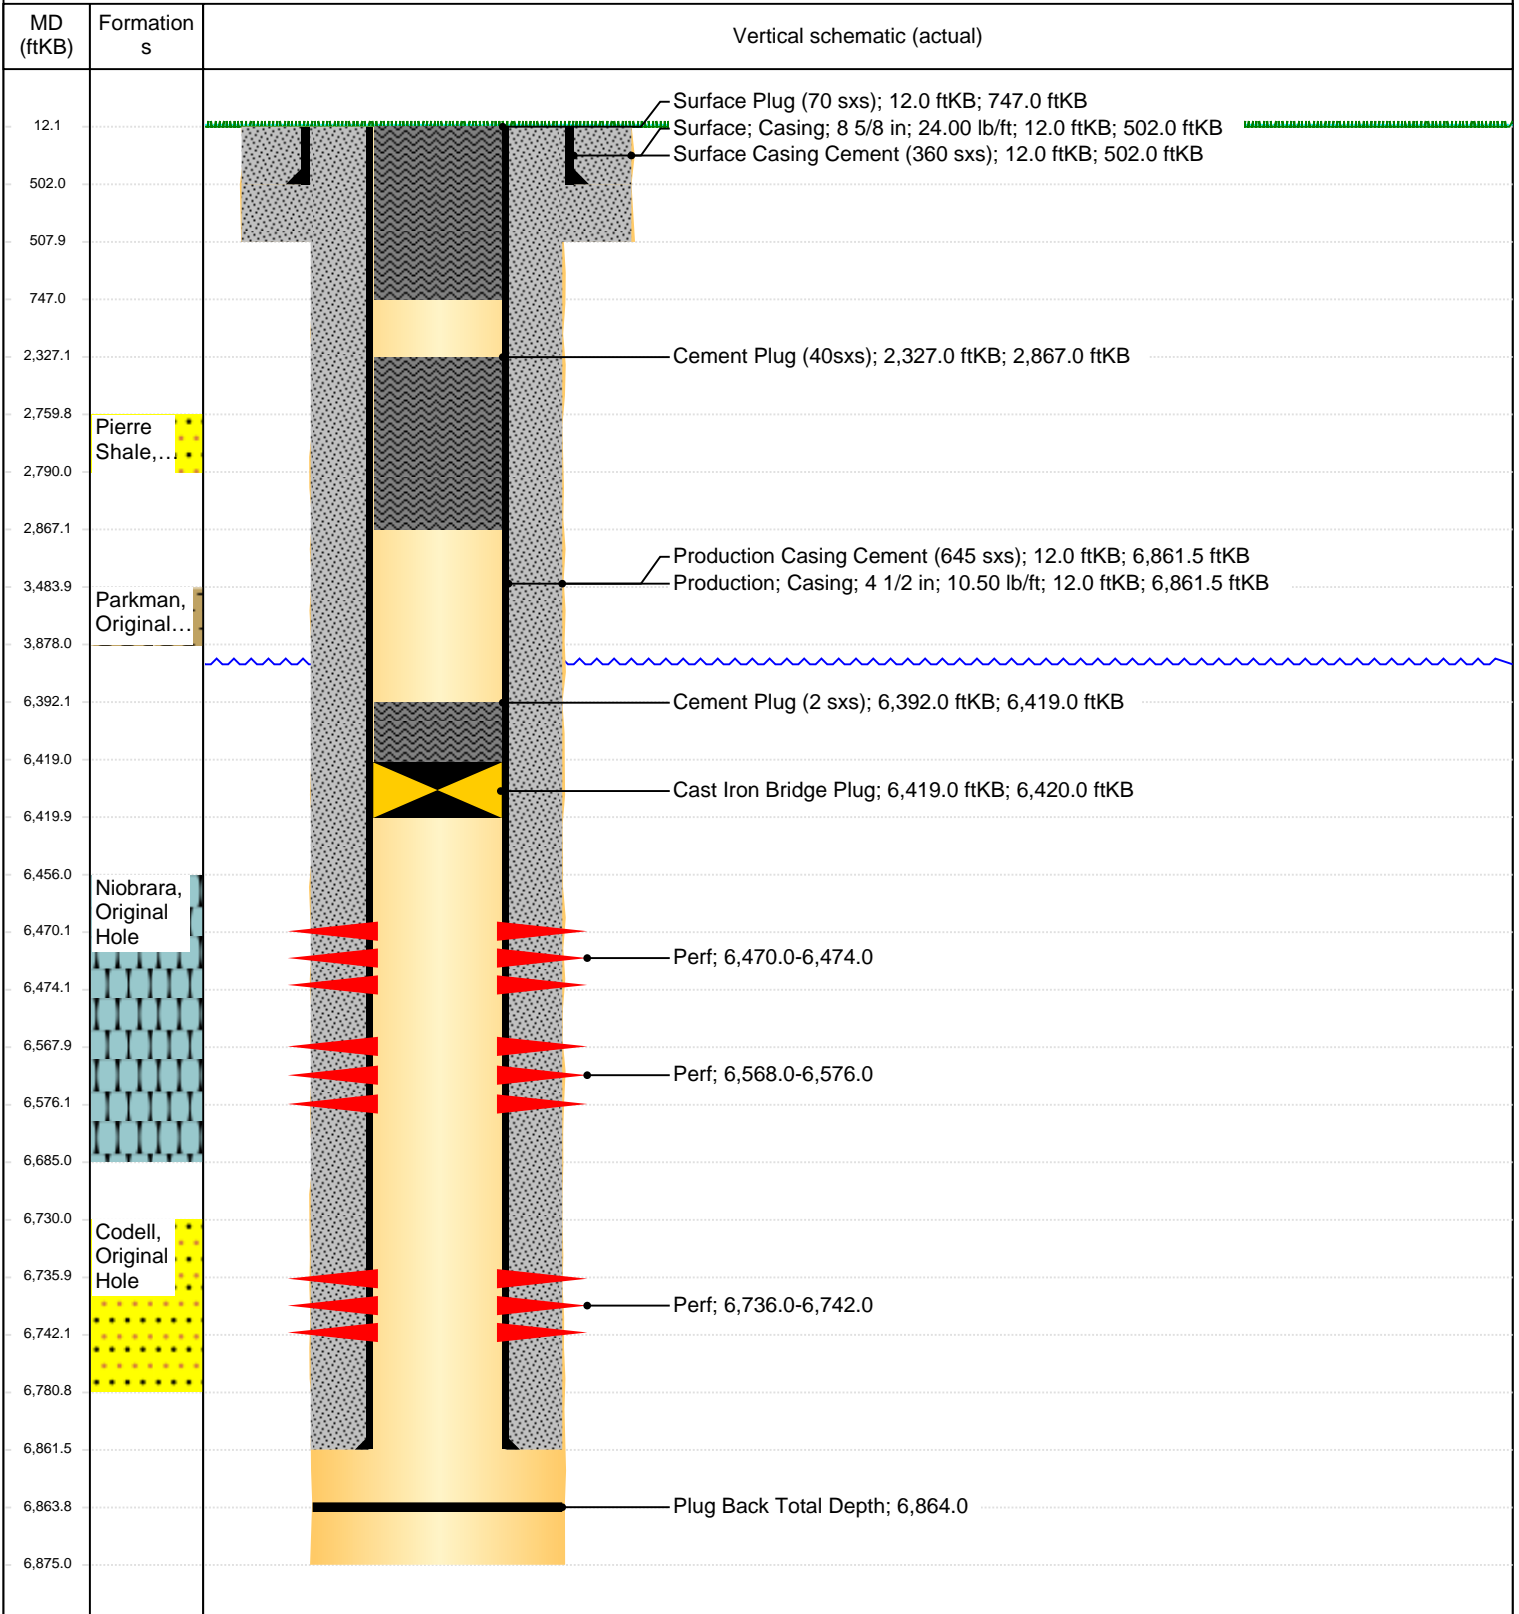 MD
(ftKB)
Formation
s
Vertical schematic (actual)
Surface Plug (70 sxs); 12.0 ftKB; 747.0 ftKB
12.1
Surface; Casing; 8 5/8 in; 24.00 lb/ft; 12.0 ftKB; 502.0 ftKB
Surface Casing Cement (360 sxs); 12.0 ftKB; 502.0 ftKB
502.0
507.9
747.0
2,327.1
Cement Plug (40sxs); 2,327.0 ftKB; 2,867.0 ftKB
2,759.8
Pierre
Shale,…
2,790.0
2,867.1
Production Casing Cement (645 sxs); 12.0 ftKB; 6,861.5 ftKB
3,483.9
Production; Casing; 4 1/2 in; 10.50 lb/ft; 12.0 ftKB; 6,861.5 ftKB
Parkman,
Original…
3,878.0
6,392.1
Cement Plug (2 sxs); 6,392.0 ftKB; 6,419.0 ftKB
6,419.0
Cast Iron Bridge Plug; 6,419.0 ftKB; 6,420.0 ftKB
6,419.9
6,456.0
Niobrara,
Original
Hole
6,470.1
Perf; 6,470.0-6,474.0
6,474.1
6,567.9
Perf; 6,568.0-6,576.0
6,576.1
6,685.0
6,730.0
Codell,
Original
Hole
6,735.9
Perf; 6,736.0-6,742.0
6,742.1
6,780.8
6,861.5
6,863.8
Plug Back Total Depth; 6,864.0
6,875.0